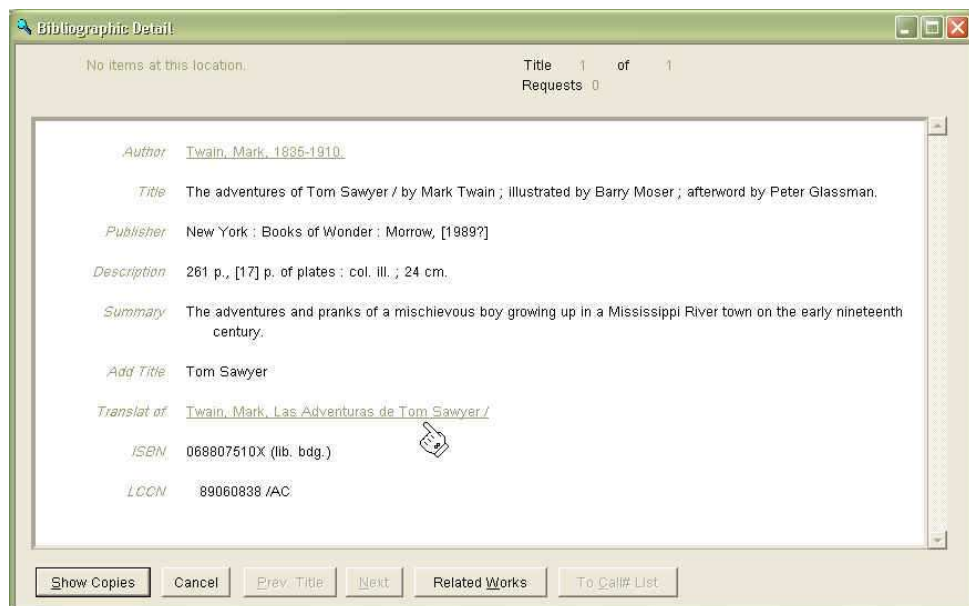 Bibliographic Detail
No items at this location.
Title 1 of 1
Requests 0
Author Twain, Mark, 1835-1910.
Title The adventures of Tom Sawyer / by Mark Twain ; illustrated by Barry Moser ; afterword by Peter Glassman.
Publisher New York : Books of Wonder : Morrow, [1989?]
Description 261 p., [17] p. of plates : col. ill. ; 24 cm.
Summary The adventures and pranks of a mischievous boy growing up in a Mississippi River town on the early nineteenth
century.
Add Title Tom Sawyer
Translat of Twain, Mark, Las Adventuras de Tom Sawyer /
ISBN 068807510X (lib. bdg.)
LCCN 89060838 /AC
Show Copies Cancel Prev. Title Next Related Works To Call# List